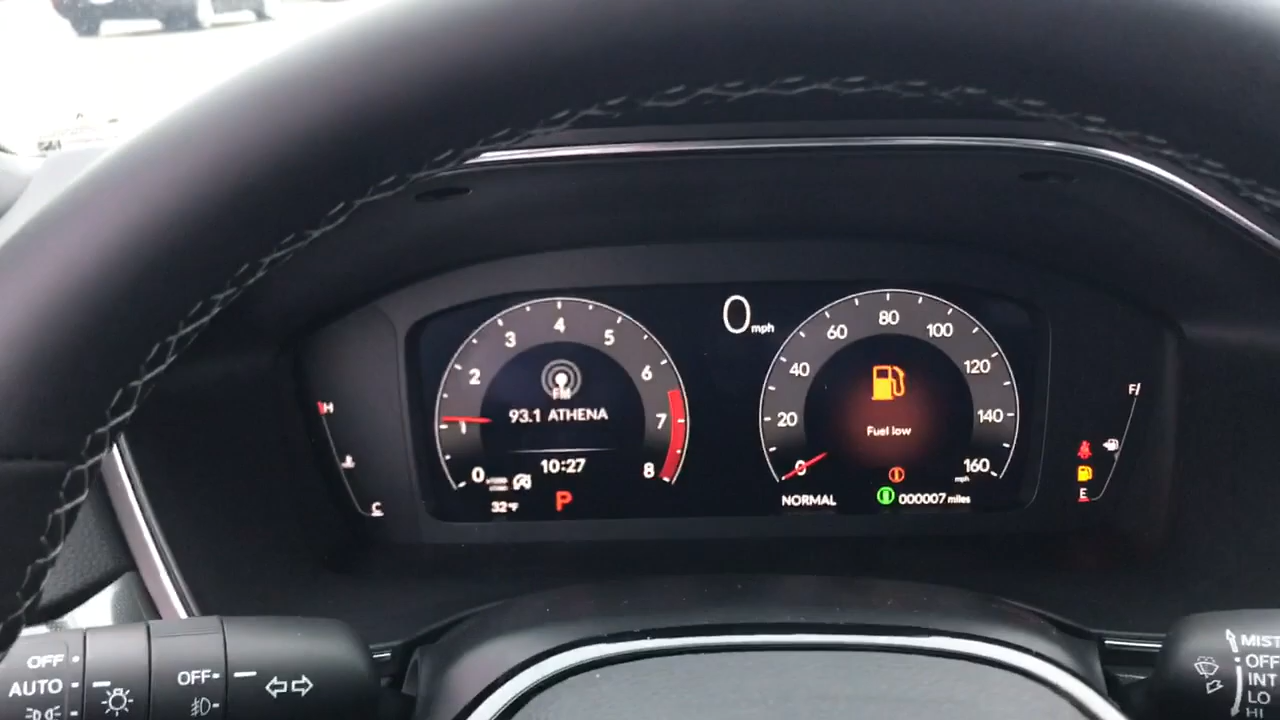 0 mph
0 1 2 3 4 5 6 7 8
FM
93.1 ATHENA
10:27
32°F
P
0 20 40 60 80 100 120 140 160
mph
Fuel low
NORMAL
000007 miles
H
C
F
E
OFF
AUTO
OFF
MIST
OFF
INT
LO
HI